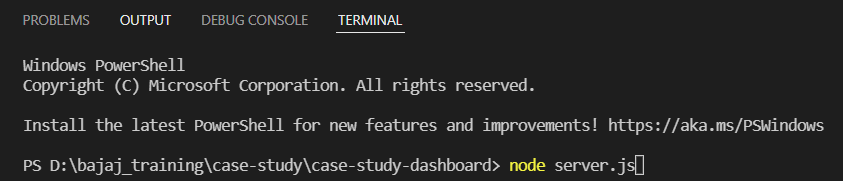 PROBLEMS OUTPUT DEBUG CONSOLE TERMINAL
Windows PowerShell
Copyright (C) Microsoft Corporation. All rights reserved.
Install the latest PowerShell for new features and improvements! https://aka.ms/PSWindows
PS D:\bajaj_training\case-study\case-study-dashboard> node server.js